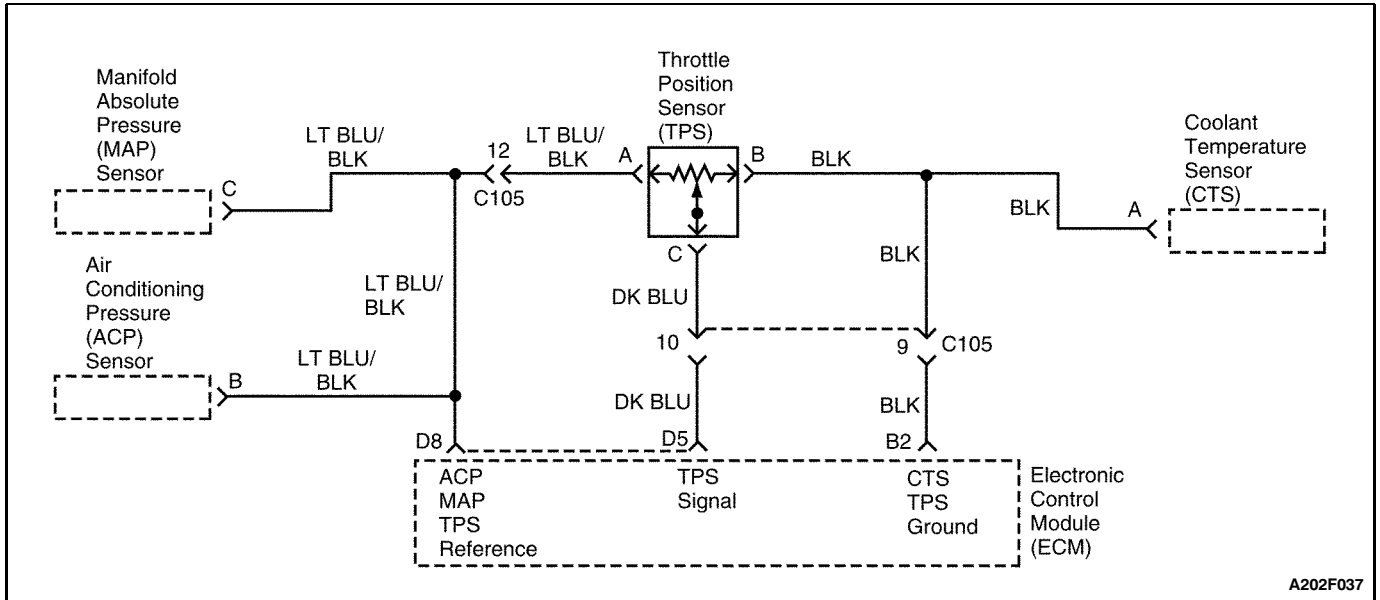 Manifold
Absolute
Pressure
(MAP)
Sensor
C
LT BLU/
BLK
12
C105
LT BLU/
BLK
Throttle
Position
Sensor
(TPS)
A
B
C
BLK
Coolant
Temperature
Sensor
(CTS)
BLK
A
Air
Conditioning
Pressure
(ACP)
Sensor
B
LT BLU/
BLK
LT BLU/
BLK
DK BLU
BLK
10
9
C105
DK BLU
BLK
D8
D5
B2
ACP
MAP
TPS
Reference
TPS
Signal
CTS
TPS
Ground
Electronic
Control
Module
(ECM)
A202F037